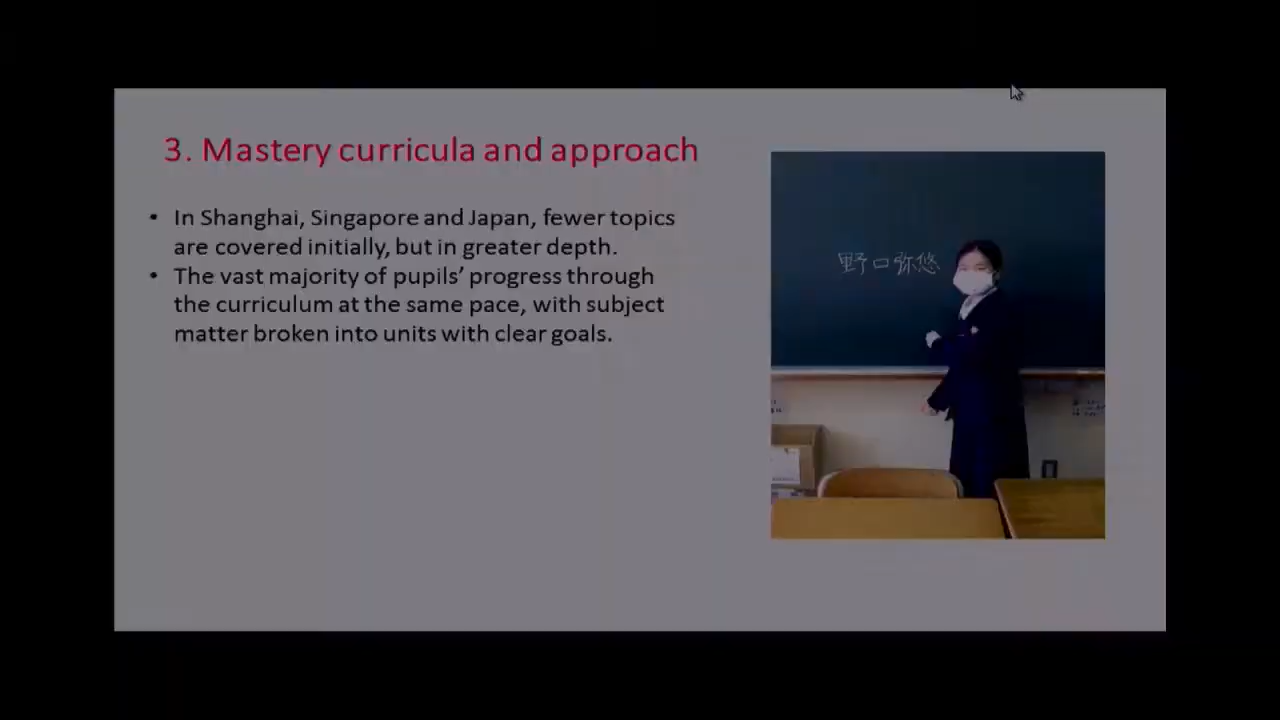 3. Mastery curricula and approach
• In Shanghai, Singapore and Japan, fewer topics
are covered initially, but in greater depth.
• The vast majority of pupils’ progress through
the curriculum at the same pace, with subject
matter broken into units with clear goals.
野口弥悠